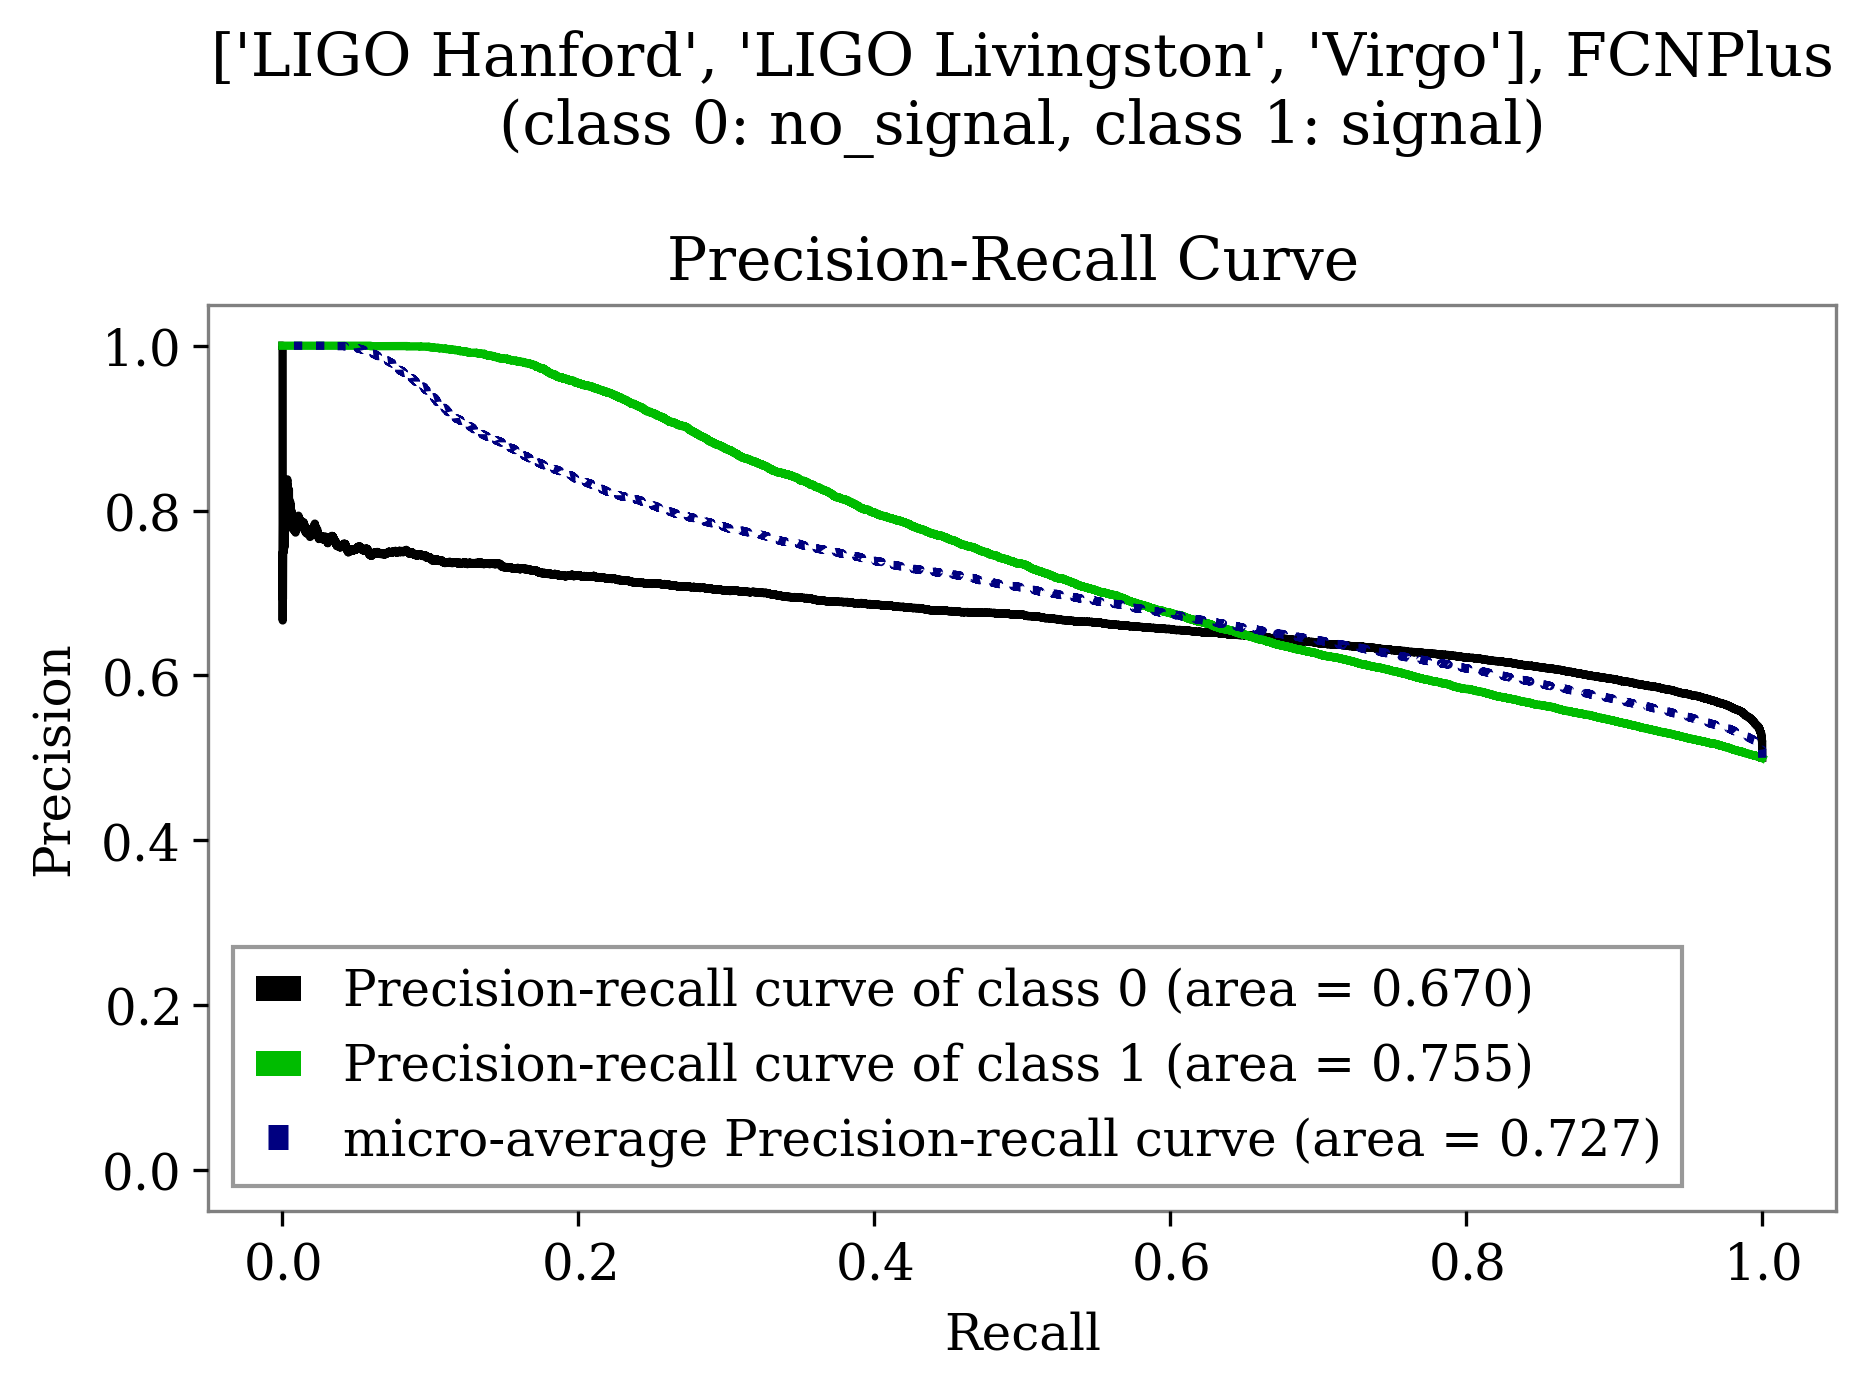 ['LIGO Hanford', 'LIGO Livingston', 'Virgo'], FCNPlus
(class 0: no_signal, class 1: signal)
Precision-Recall Curve
1.0
0.8
0.6
0.4
0.2
0.0
Precision
Precision-recall curve of class 0 (area = 0.670)
Precision-recall curve of class 1 (area = 0.755)
micro-average Precision-recall curve (area = 0.727)
0.0 0.2 0.4 0.6 0.8 1.0
Recall